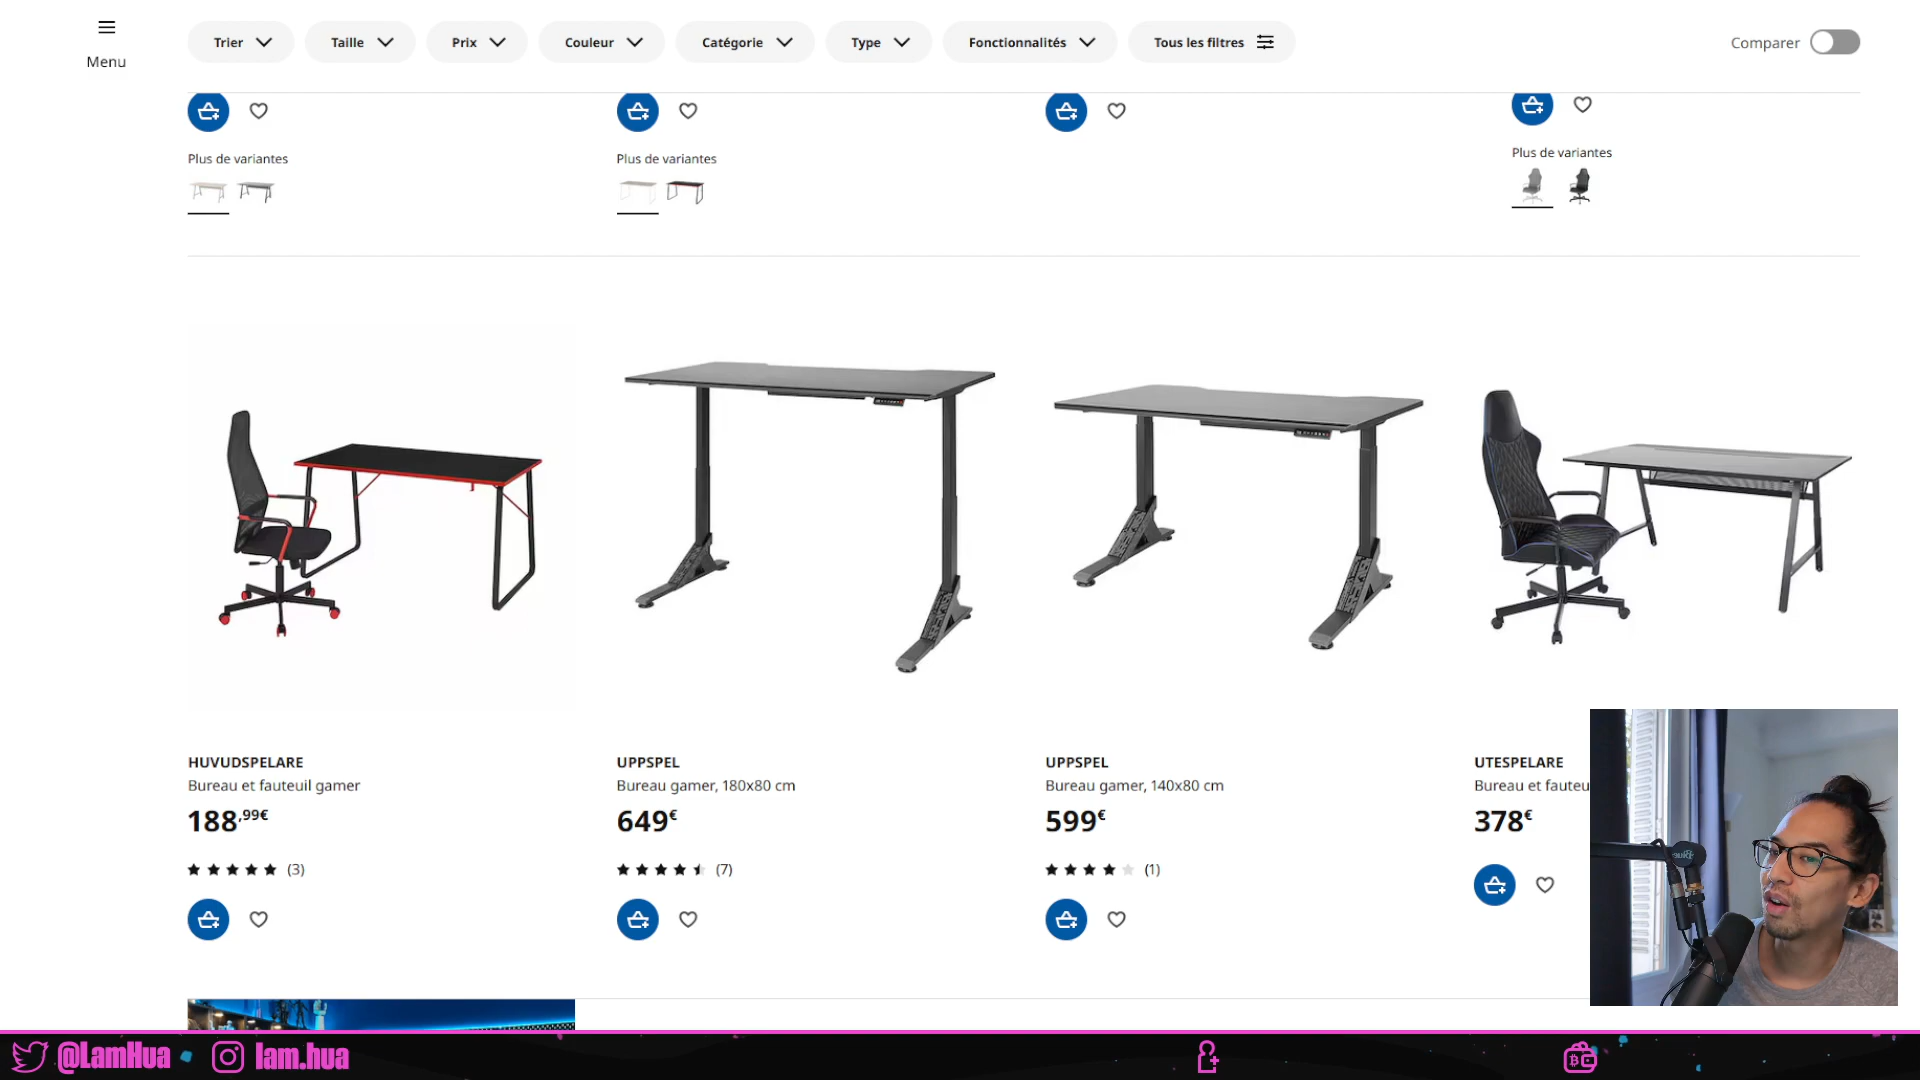 Menu
Trier
Taille
Prix
Couleur
Catégorie
Type
Fonctionnalités
Tous les filtres
Comparer
Plus de variantes
Plus de variantes
Plus de variantes
HUVUDSPELARE
Bureau et fauteuil gamer
188,99€
(3)
UPPSPEL
Bureau gamer, 180x80 cm
649€
(7)
UPPSPEL
Bureau gamer, 140x80 cm
599€
(1)
UTESPELARE
Bureau et fauteu
378€
@LamHua
lam.hua